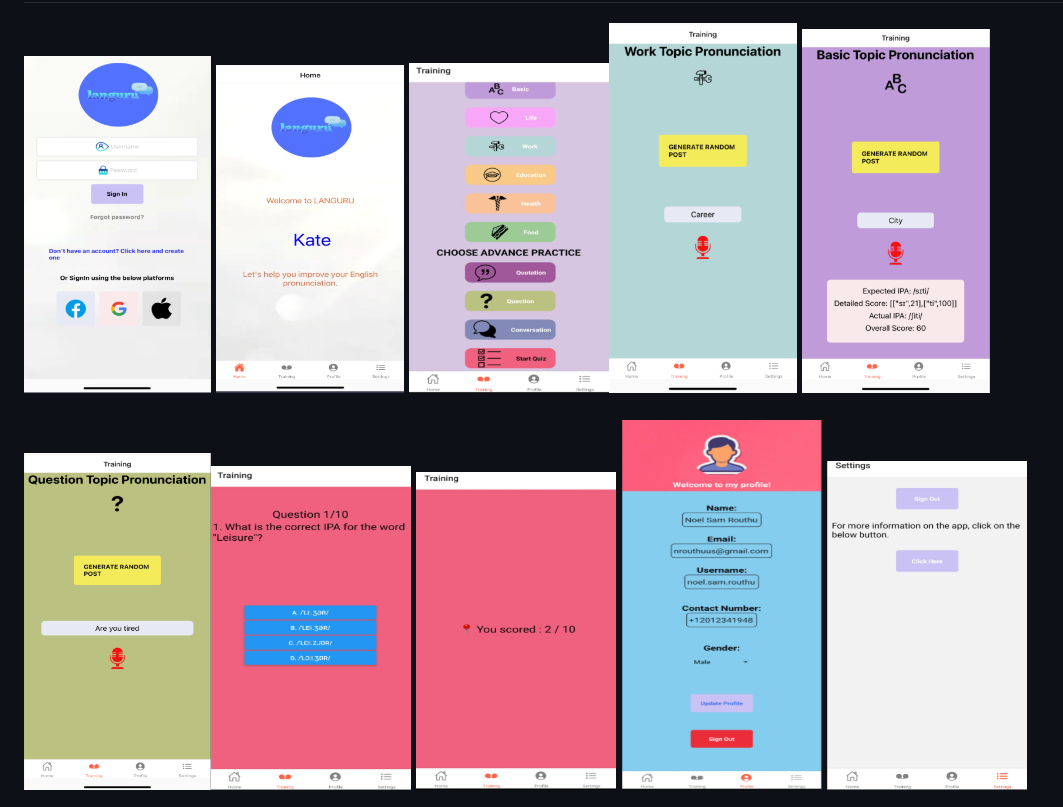 languru
Username
Password
Sign In
Forgot password?
Don't have an account? Click here and create
one
Or SignIn using the below platforms
Home
languru
Welcome to LANGURU
Kate
Let's help you improve your English
pronunciation.
Home
Training
Profile
Settings
Training
Basic
Life
Work
Education
Health
Food
CHOOSE ADVANCE PRACTICE
Quotation
Question
Conversation
Start Quiz
Home
Training
Profile
Settings
Training
Work Topic Pronunciation
GENERATE RANDOM
POST
Career
Home
Training
Profile
Settings
Training
Basic Topic Pronunciation
ABC
GENERATE RANDOM
POST
City
Expected IPA: /sɪti/
Detailed Score: [["sɪ",21],["ti",100]]
Actual IPA: /ʃiti/
Overall Score: 60
Home
Training
Profile
Settings
Training
Question Topic Pronunciation
?
GENERATE RANDOM
POST
Are you tired
Home
Training
Profile
Settings
Training
Question 1/10
1. What is the correct IPA for the word
"Leisure"?
Home
Training
Profile
Settings
Training
You scored : 2 / 10
Home
Training
Profile
Settings
Welcome to my profile!
Name:
Noel Sam Routhu
Email:
nrouthuus@gmail.com
Username:
noel.sam.routhu
Contact Number:
+12012341948
Gender:
Male
Update Profile
Sign Out
Home
Training
Profile
Settings
Settings
Sign Out
For more information on the app, click on the
below button.
Click Here
Home
Training
Profile
Settings